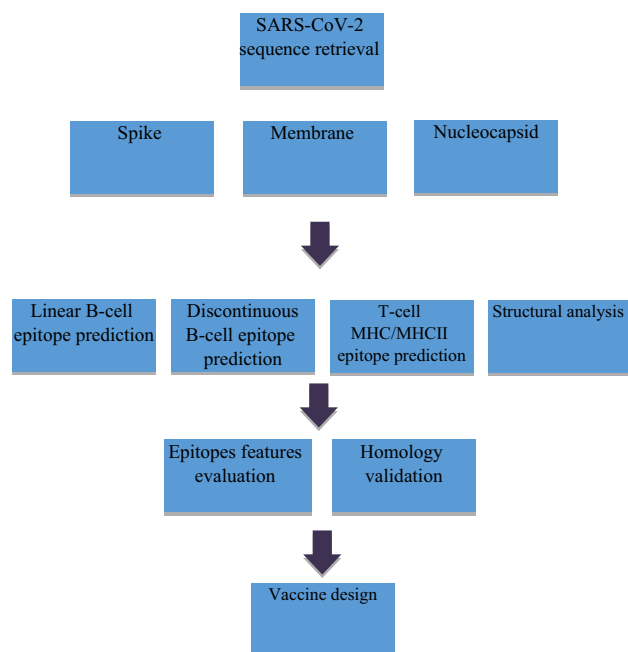 SARS-CoV-2
sequence retrieval
Spike
Membrane
Nucleocapsid
Linear B-cell
epitope prediction
Discontinuous
B-cell epitope
prediction
T-cell
MHC/MHCII
epitope prediction
Structural analysis
Epitopes features
evaluation
Homology
validation
Vaccine design